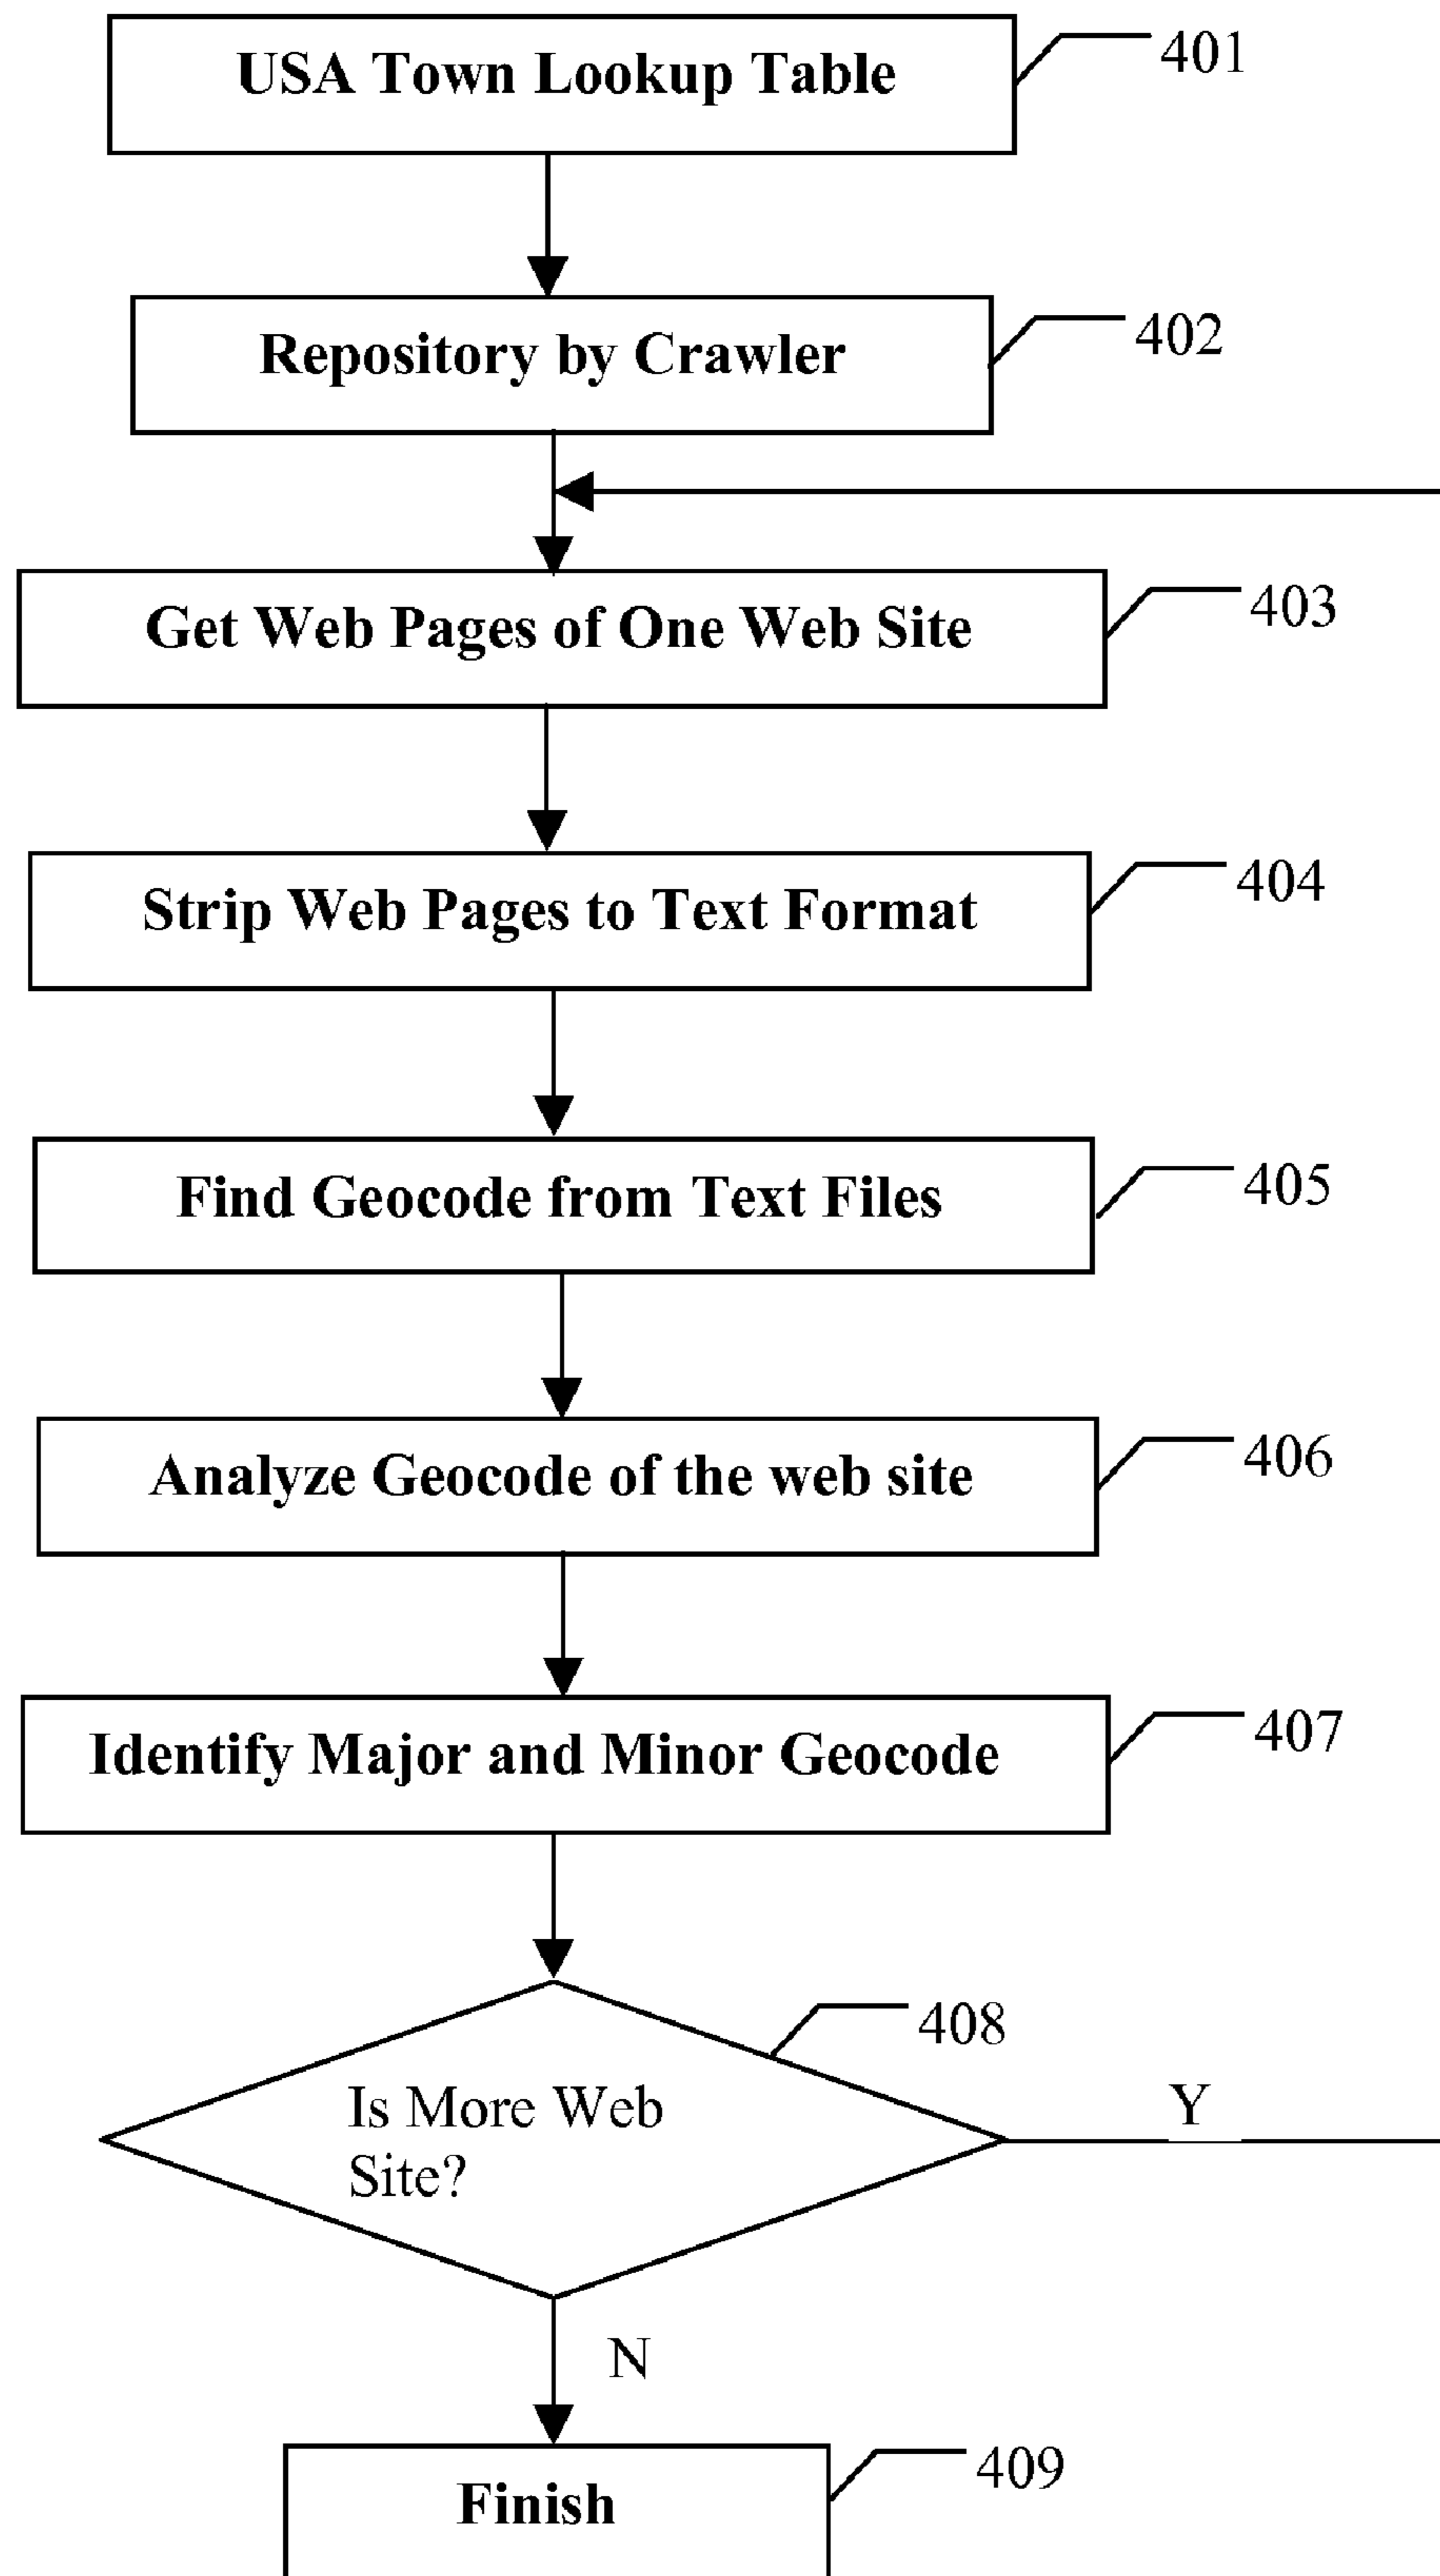 USA Town Lookup Table
401
Repository by Crawler
402
Get Web Pages of One Web Site
403
Strip Web Pages to Text Format
404
Find Geocode from Text Files
405
Analyze Geocode of the web site
406
Identify Major and Minor Geocode
407
408
Is More Web
Site?
Y
N
Finish
409